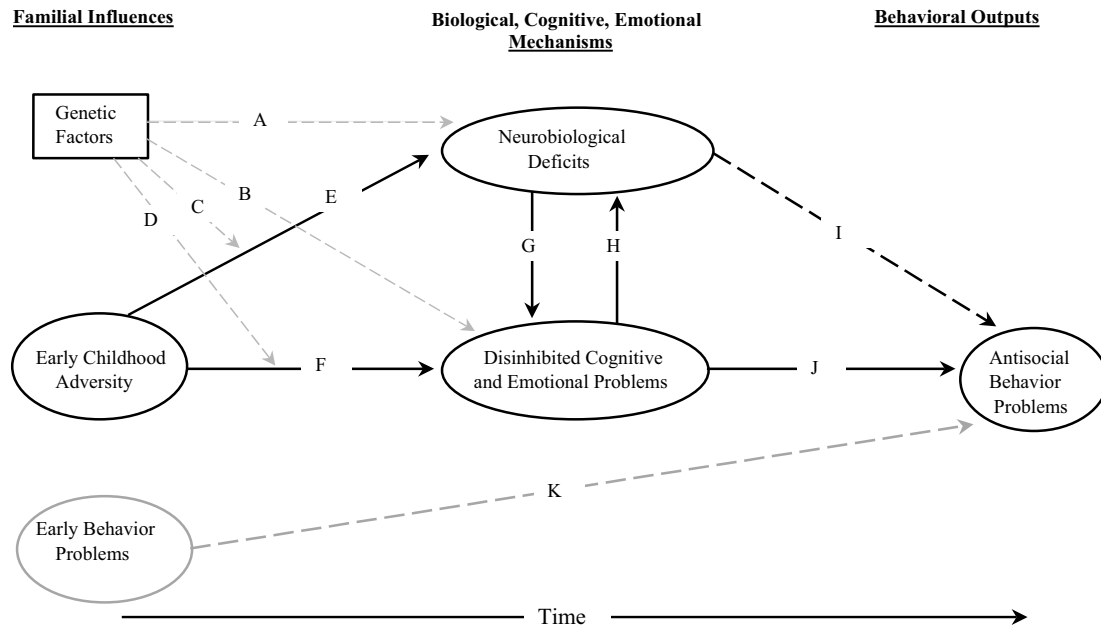 Familial Influences
Biological, Cognitive, Emotional
Mechanisms
Behavioral Outputs
Genetic
Factors
A
Neurobiological
Deficits
B
E
C
D
G
H
I
Early Childhood
Adversity
F
Disinhibited Cognitive
and Emotional Problems
J
Antisocial
Behavior
Problems
K
Early Behavior
Problems
Time